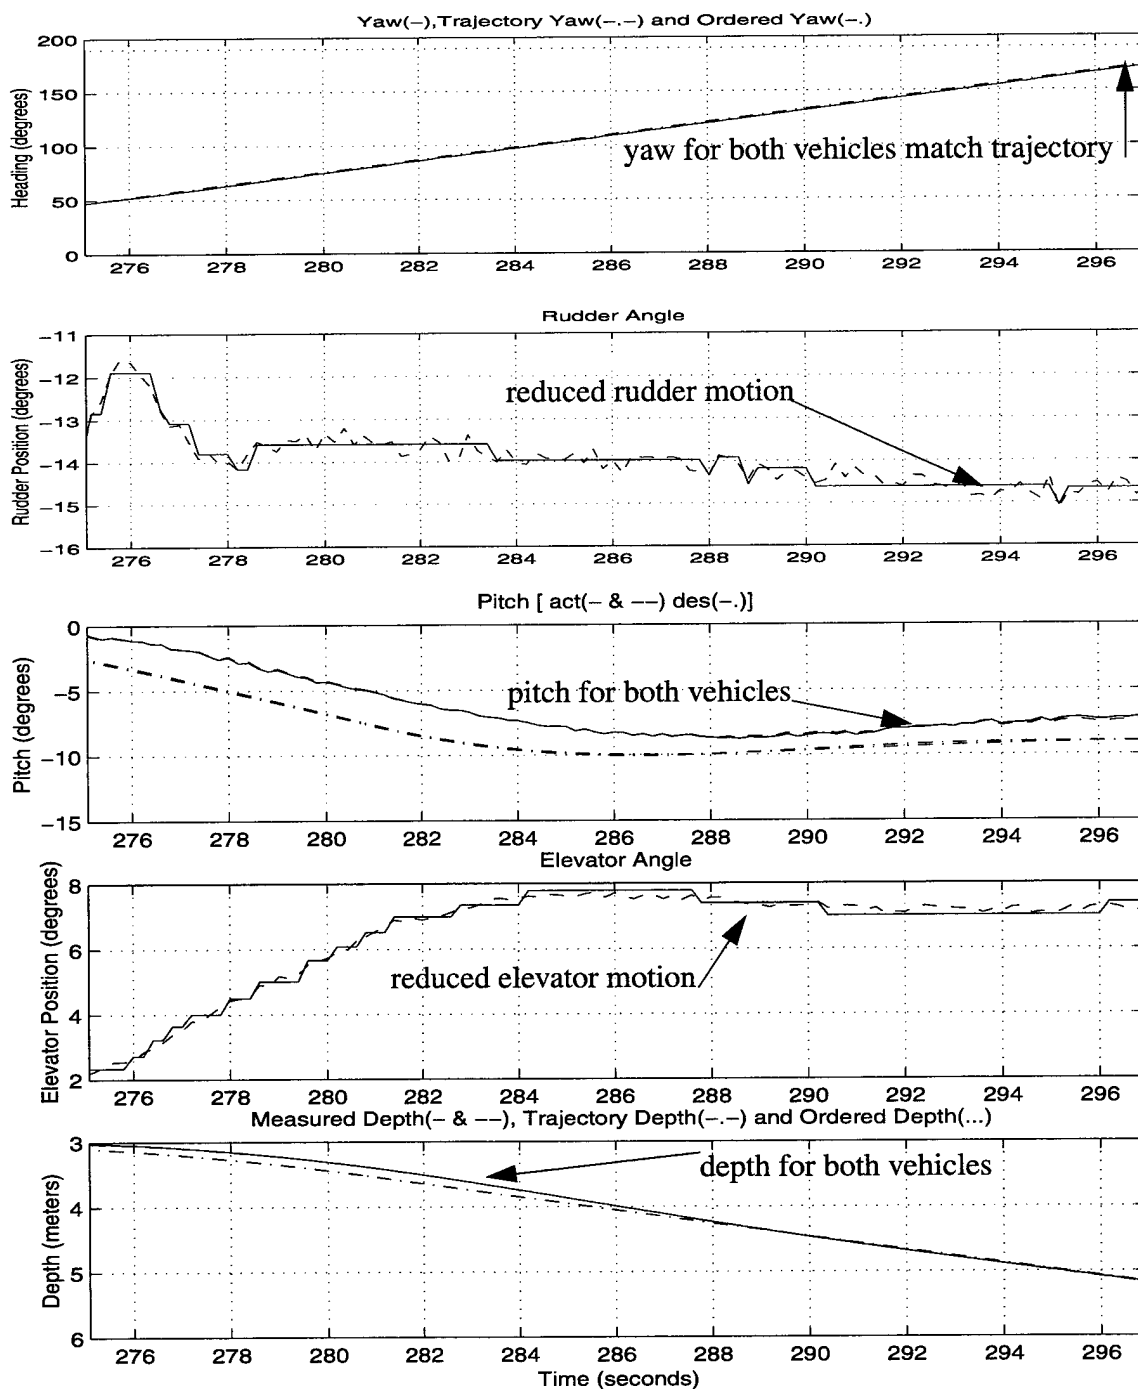 Yaw(−),Trajectory Yaw(−.−) and Ordered Yaw(−.)
200
150
100
50
0
Heading (degrees)
yaw for both vehicles match trajectory
276 278 280 282 284 286 288 290 292 294 296
Rudder Angle
−11
−12
−13
−14
−15
−16
Rudder Position (degrees)
reduced rudder motion
276 278 280 282 284 286 288 290 292 294 296
Pitch [ act(− & −−) des(−.)]
0
−5
−10
−15
Pitch (degrees)
pitch for both vehicles
276 278 280 282 284 286 288 290 292 294 296
Elevator Angle
8
6
4
2
Elevator Position (degrees)
reduced elevator motion
276 278 280 282 284 286 288 290 292 294 296
Measured Depth(− & −−), Trajectory Depth(−.−) and Ordered Depth(...)
3
4
5
6
Depth (meters)
depth for both vehicles
276 278 280 282 284 286 288 290 292 294 296
Time (seconds)